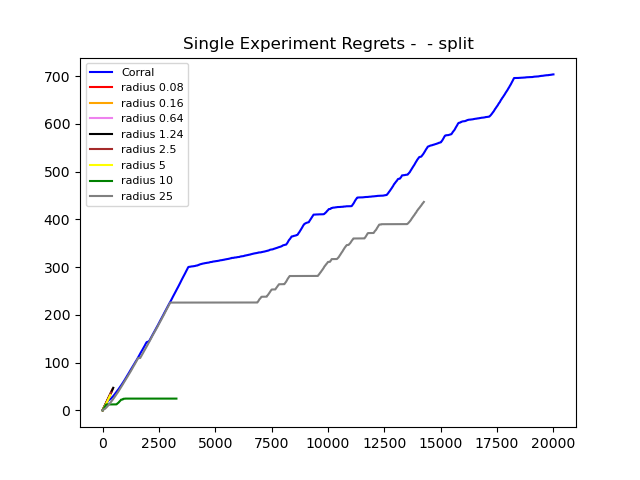 Single Experiment Regrets -  - split
Corral
radius 0.08
radius 0.16
radius 0.64
radius 1.24
radius 2.5
radius 5
radius 10
radius 25
700
600
500
400
300
200
100
0
0 2500 5000 7500 10000 12500 15000 17500 20000